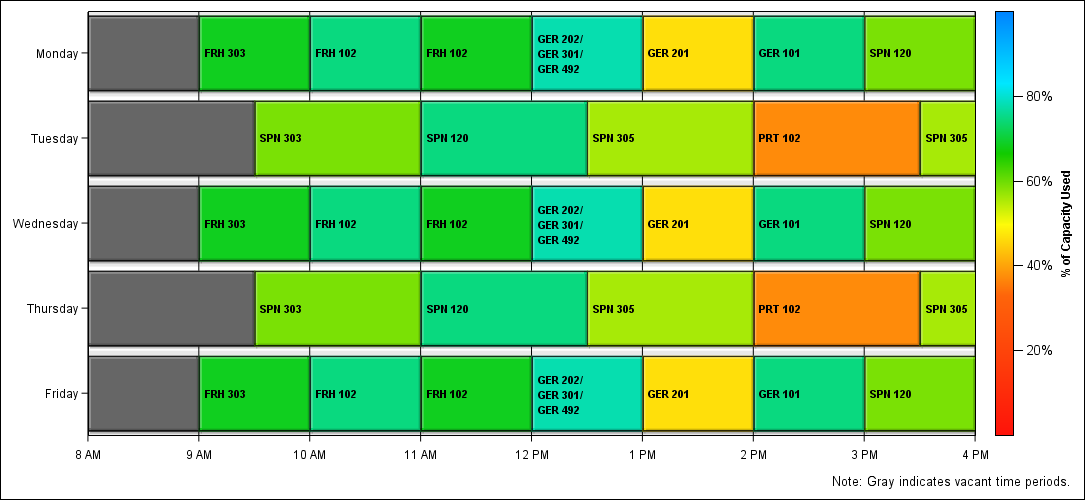 Monday
FRH 303
FRH 102
FRH 102
GER 202/
GER 301/
GER 492
GER 201
GER 101
SPN 120
Tuesday
SPN 303
SPN 120
SPN 305
PRT 102
SPN 305
Wednesday
FRH 303
FRH 102
FRH 102
GER 202/
GER 301/
GER 492
GER 201
GER 101
SPN 120
Thursday
SPN 303
SPN 120
SPN 305
PRT 102
SPN 305
Friday
FRH 303
FRH 102
FRH 102
GER 202/
GER 301/
GER 492
GER 201
GER 101
SPN 120
8 AM
9 AM
10 AM
11 AM
12 PM
1 PM
2 PM
3 PM
4 PM
80%
60%
40%
20%
% of Capacity Used
Note: Gray indicates vacant time periods.